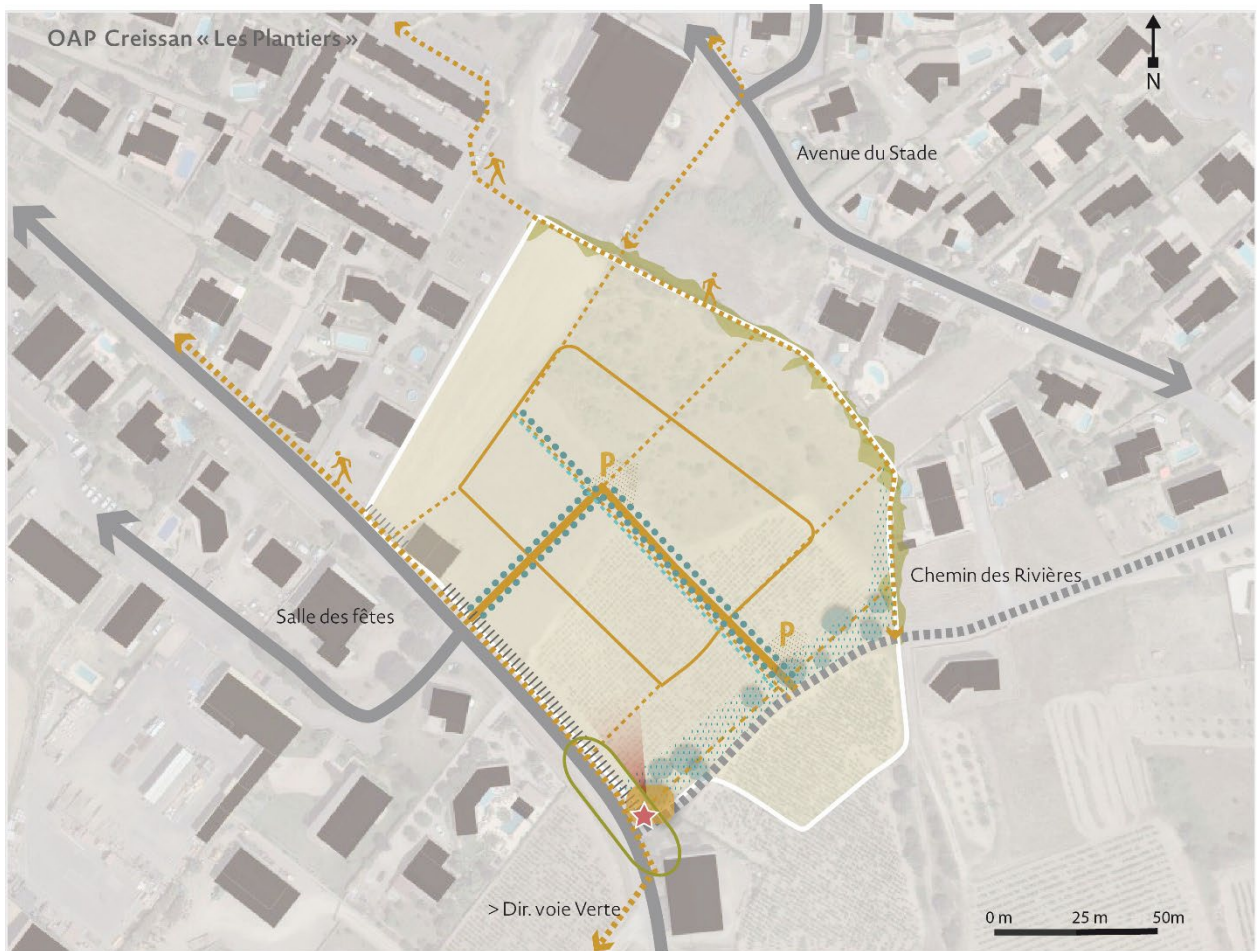 OAP Creissan « Les Plantiers »
N
Avenue du Stade
P
Chemin des Rivières
Salle des fêtes
P
> Dir. voie Verte
0 m 25 m 50m